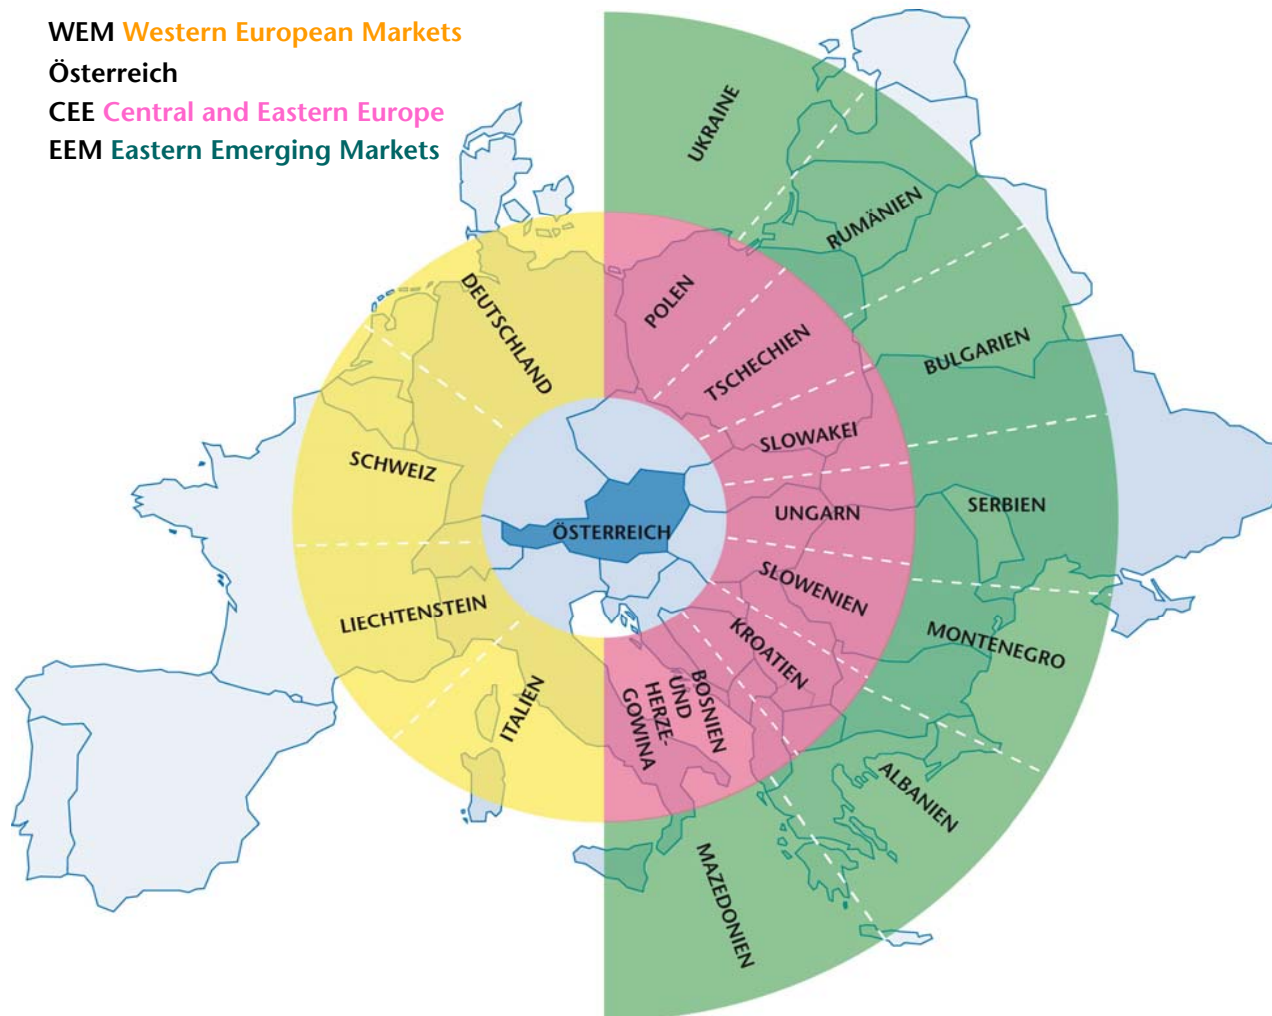 WEM Western European Markets
Österreich
CEE Central and Eastern Europe
EEM Eastern Emerging Markets
UKRAINE
RUMÄNIEN
BULGARIEN
SERBIEN
MONTENEGRO
ALBANIEN
MAZEDONIEN
POLEN
TSCHECHIEN
SLOWAKEI
UNGARN
SLOWENIEN
KROATIEN
BOSNIEN
UND
HERZE-
GOWINA
DEUTSCHLAND
SCHWEIZ
LIECHTENSTEIN
ITALIEN
ÖSTERREICH